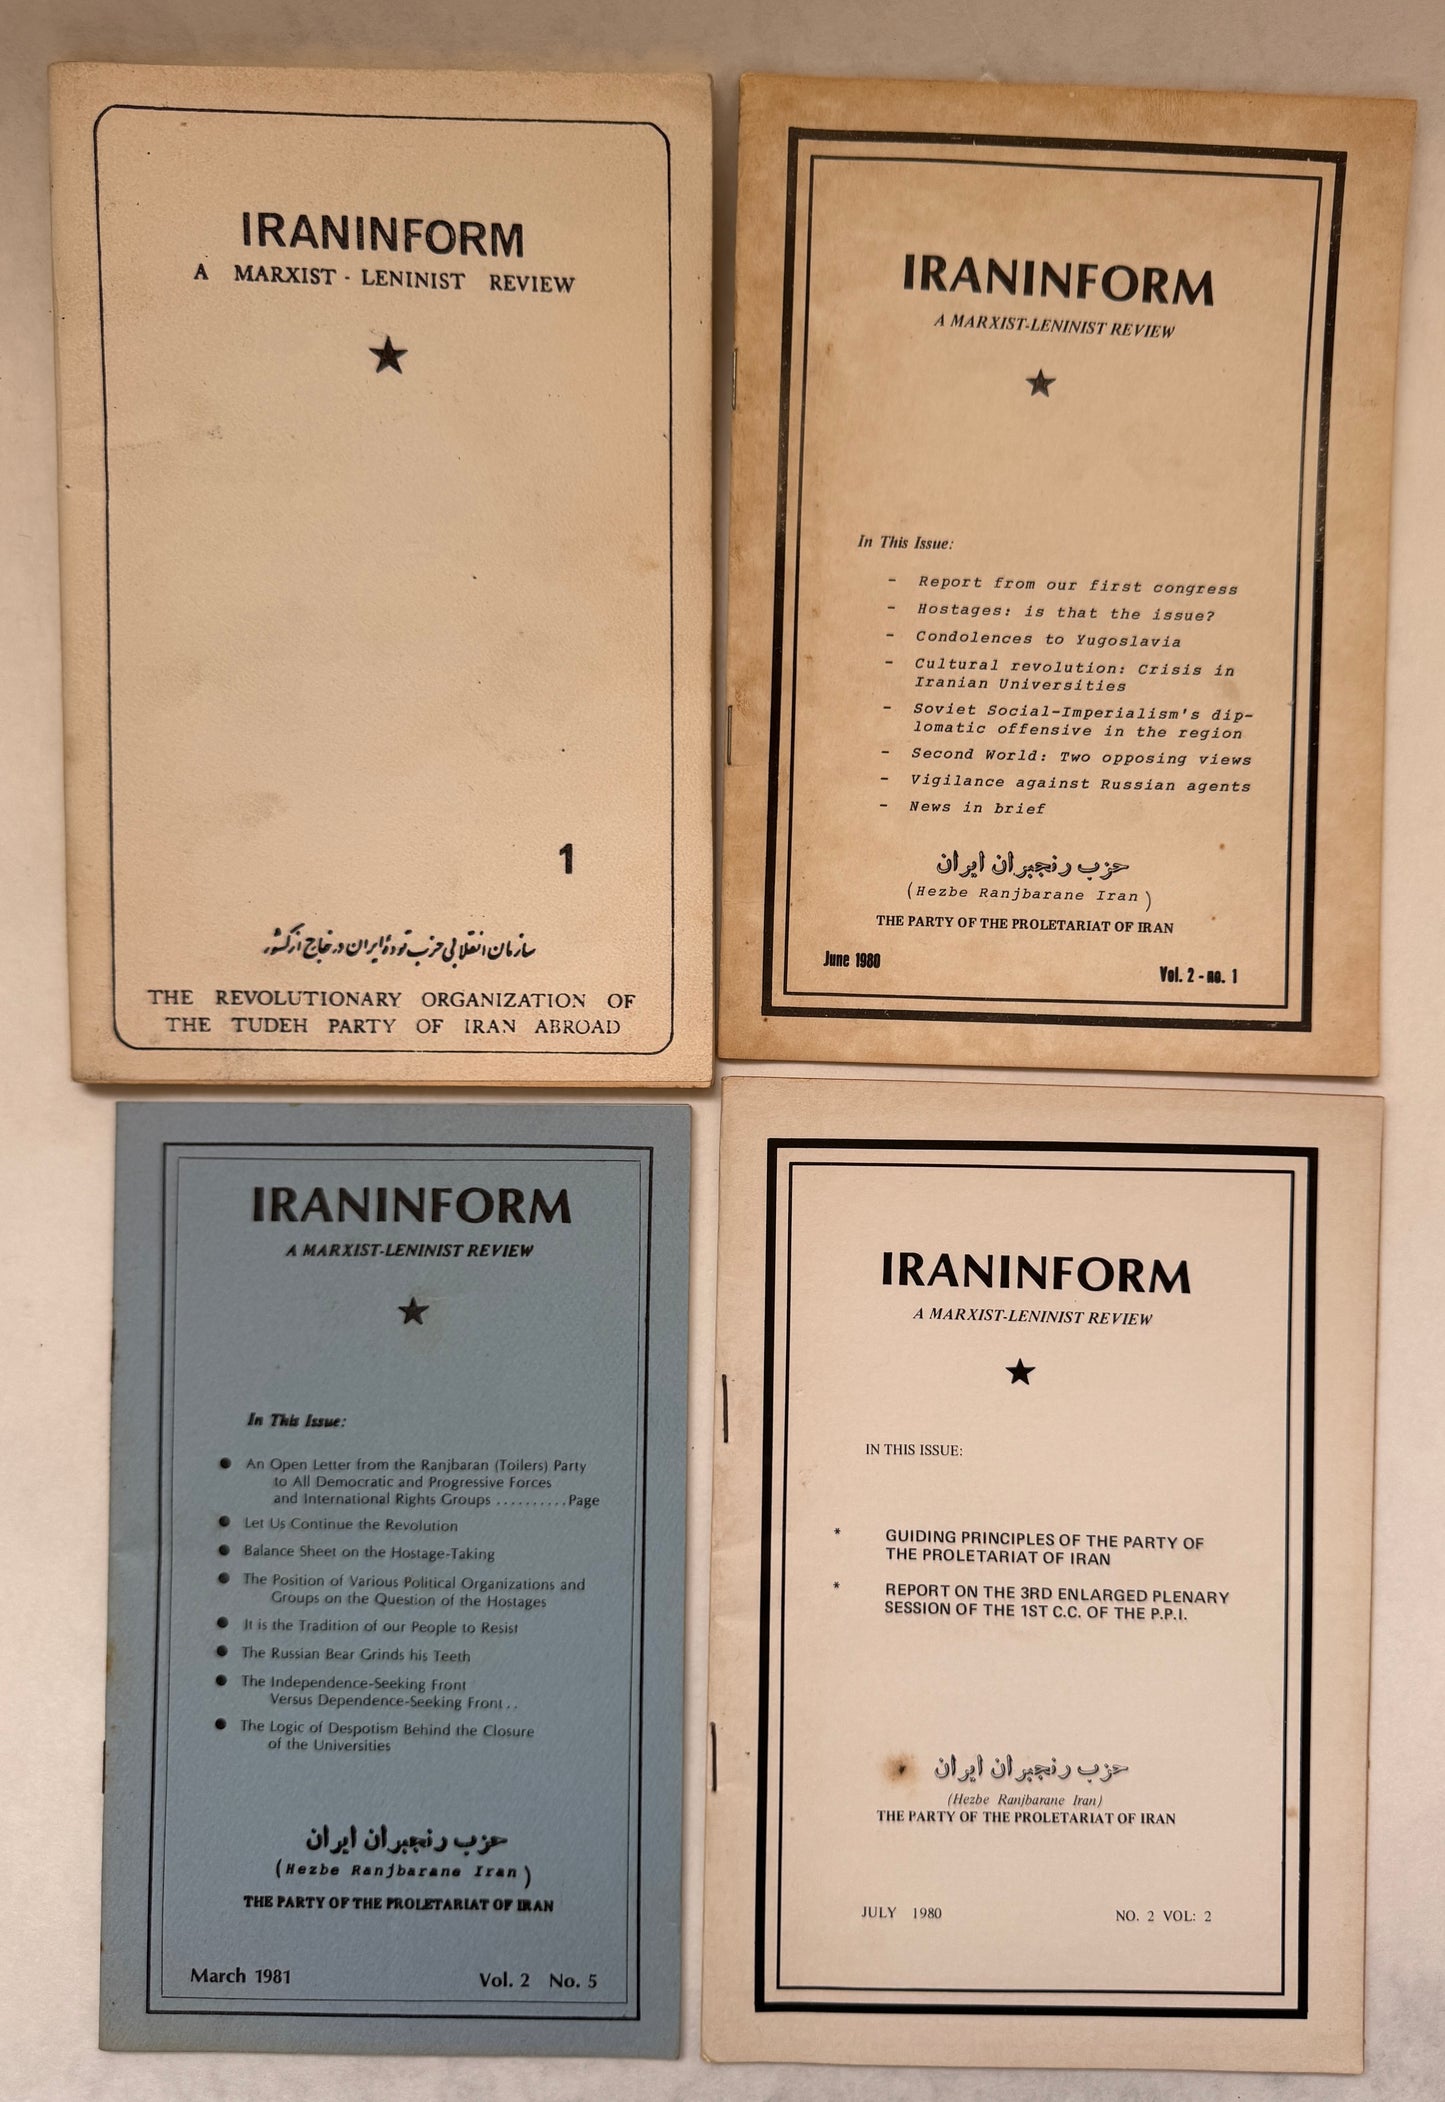 IRANINFORM
A MARXIST - LENINIST REVIEW
1
سازمان انقلابی حزب تودهٔ ایران در خارج از کشور
THE REVOLUTIONARY ORGANIZATION OF
THE TUDEH PARTY OF IRAN ABROAD
IRANINFORM
A MARXIST-LENINIST REVIEW
In This Issue:
- Report from our first congress
- Hostages: is that the issue?
- Condolences to Yugoslavia
- Cultural revolution: Crisis in
Iranian Universities
- Soviet Social-Imperialism's dip-
lomatic offensive in the region
- Second World: Two opposing views
- Vigilance against Russian agents
- News in brief
حزب رنجبران ایران
(Hezbe Ranjbarane Iran)
THE PARTY OF THE PROLETARIAT OF IRAN
June 1980
Vol. 2 - no. 1
IRANINFORM
A MARXIST-LENINIST REVIEW
In This Issue:
● An Open Letter from the Ranjbaran (Toilers) Party
to All Democratic and Progressive Forces
and International Rights Groups ..........Page
● Let Us Continue the Revolution
● Balance Sheet on the Hostage-Taking
● The Position of Various Political Organizations and
Groups on the Question of the Hostages
● It is the Tradition of our People to Resist
● The Russian Bear Grinds his Teeth
● The Independence-Seeking Front
Versus Dependence-Seeking Front..
● The Logic of Despotism Behind the Closure
of the Universities
حزب رنجبران ایران
(Hezbe Ranjbarane Iran)
THE PARTY OF THE PROLETARIAT OF IRAN
March 1981
Vol. 2 No. 5
IRANINFORM
A MARXIST-LENINIST REVIEW
IN THIS ISSUE:
* GUIDING PRINCIPLES OF THE PARTY OF
THE PROLETARIAT OF IRAN
* REPORT ON THE 3RD ENLARGED PLENARY
SESSION OF THE 1ST C.C. OF THE P.P.I.
حزب رنجبران ایران
(Hezbe Ranjbarane Iran)
THE PARTY OF THE PROLETARIAT OF IRAN
JULY 1980
NO. 2 VOL: 2